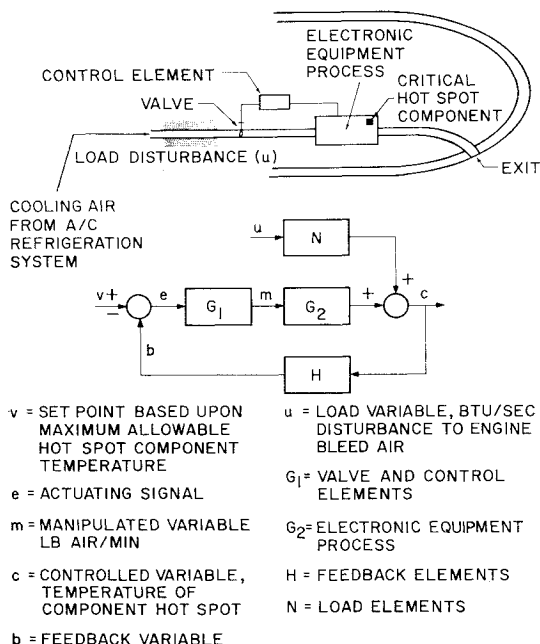 ELECTRONIC
EQUIPMENT
PROCESS
CONTROL ELEMENT
CRITICAL
HOT SPOT
COMPONENT
VALVE
LOAD DISTURBANCE (u)
EXIT
COOLING AIR
FROM A/C
REFRIGERATION
SYSTEM
u
N
+
v+
e
G1
m
G2
+
c
−
b
H
v = SET POINT BASED UPON
MAXIMUM ALLOWABLE
HOT SPOT COMPONENT
TEMPERATURE
e = ACTUATING SIGNAL
m = MANIPULATED VARIABLE
LB AIR/MIN
c = CONTROLLED VARIABLE,
TEMPERATURE OF
COMPONENT HOT SPOT
b = FEEDBACK VARIABLE
u = LOAD VARIABLE, BTU/SEC
DISTURBANCE TO ENGINE
BLEED AIR
G1= VALVE AND CONTROL
ELEMENTS
G2= ELECTRONIC EQUIPMENT
PROCESS
H = FEEDBACK ELEMENTS
N = LOAD ELEMENTS